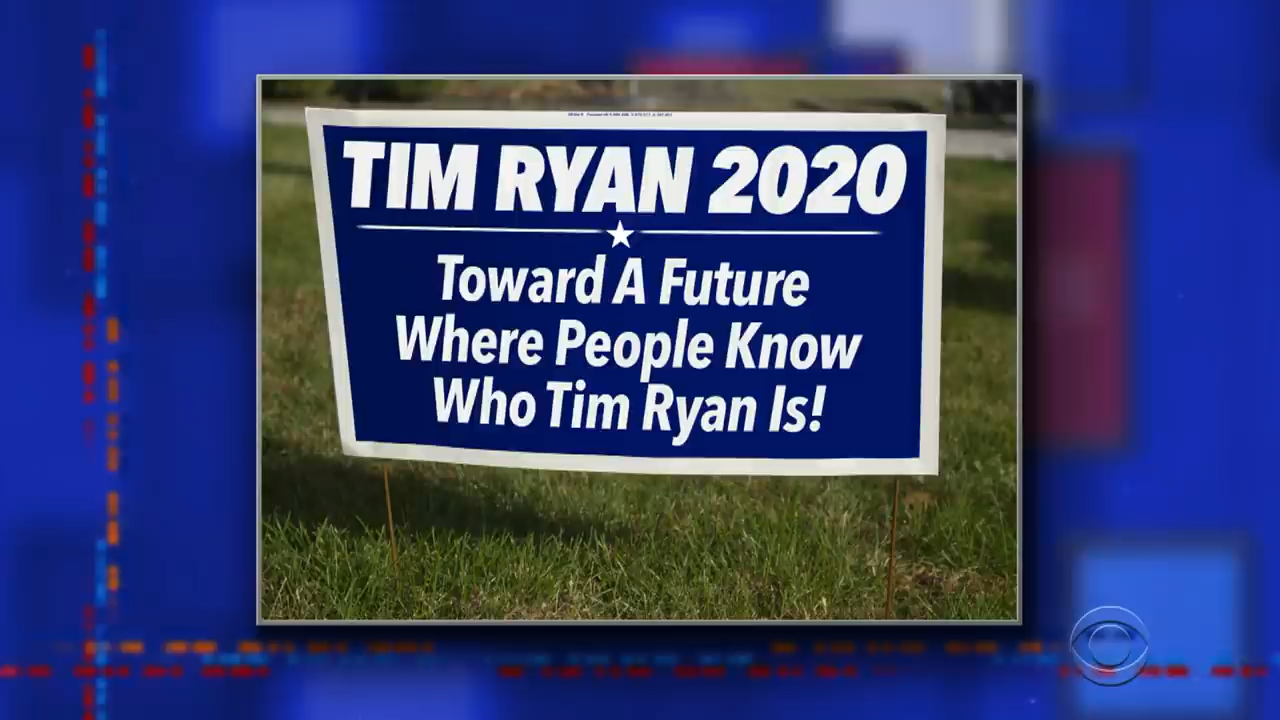 TIM RYAN 2020
Toward A Future
Where People Know
Who Tim Ryan Is!